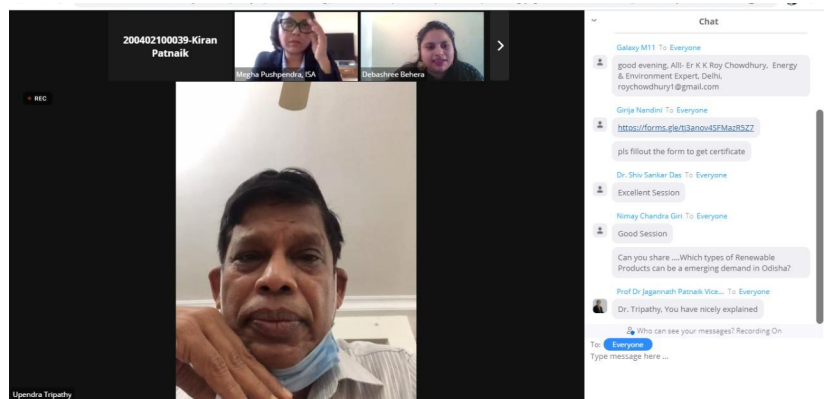 200402100039-Kiran
Patnaik
Megha Pushpendra, ISA
Debashree Behera
REC
Upendra Tripathy
Chat
Galaxy M11 To Everyone
good evening, All!- Er K K Roy Chowdhury, Energy
& Environment Expert, Delhi.
roychowdhury1@gmail.com
Girija Nandini To Everyone
https://forms.gle/tj3anov4SFMazR5Z7
pls fillout the form to get certificate
Dr. Shiv Sankar Das To Everyone
Excellent Session
Nimay Chandra Giri To Everyone
Good Session
Can you share ....Which types of Renewable
Products can be a emerging demand in Odisha?
Prof Dr Jagannath Patnaik Vice... To Everyone
Dr. Tripathy, You have nicely explained
Who can see your messages? Recording On
To: Everyone
Type message here ...